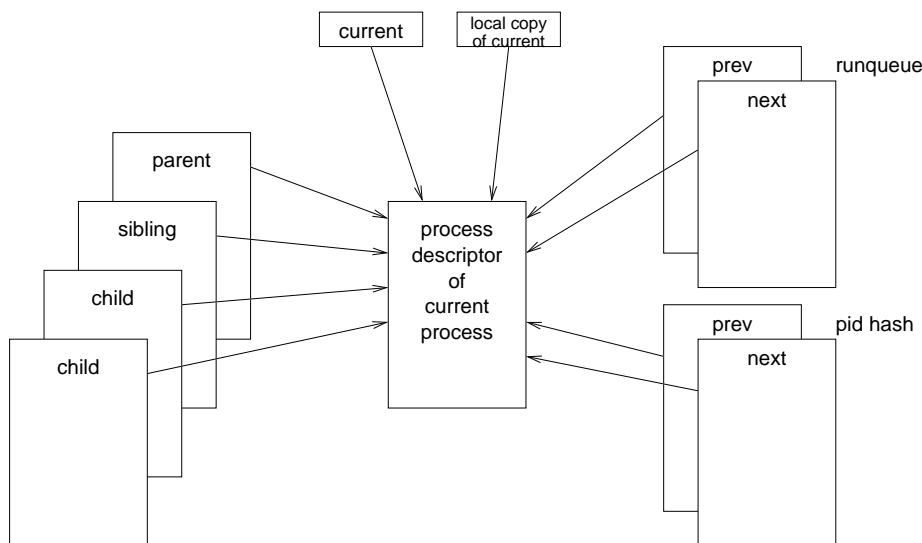 current
local copy
of current
prev
runqueue
next
parent
sibling
child
child
process
descriptor
of
current
process
prev
pid hash
next